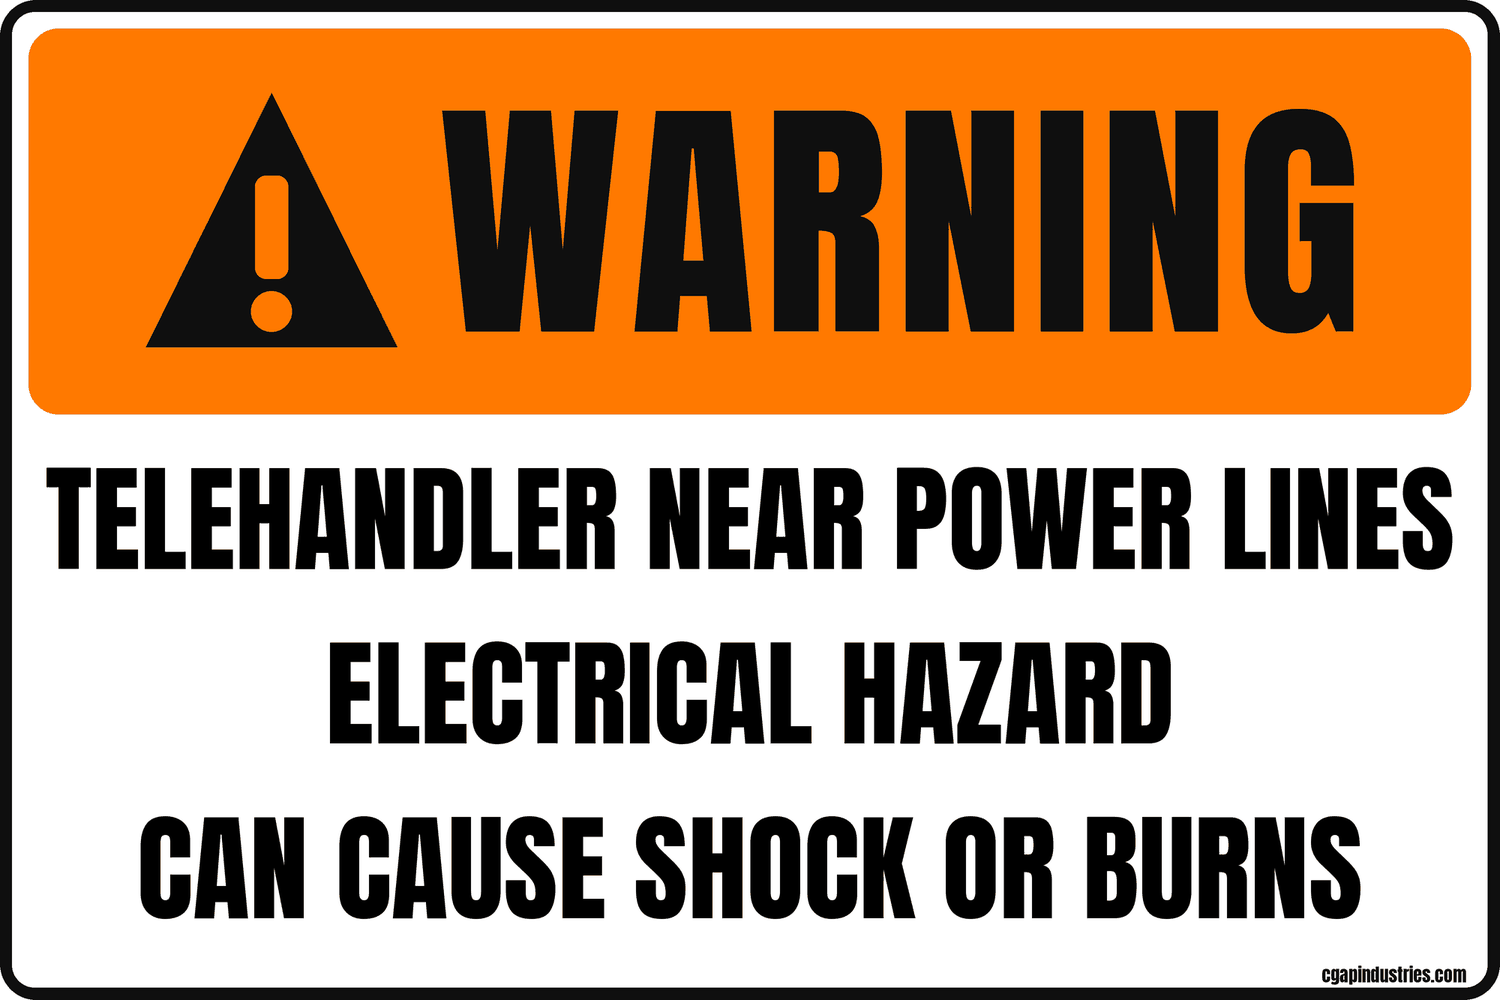 WARNING
TELEHANDLER NEAR POWER LINES
ELECTRICAL HAZARD
CAN CAUSE SHOCK OR BURNS
cgapindustries.com